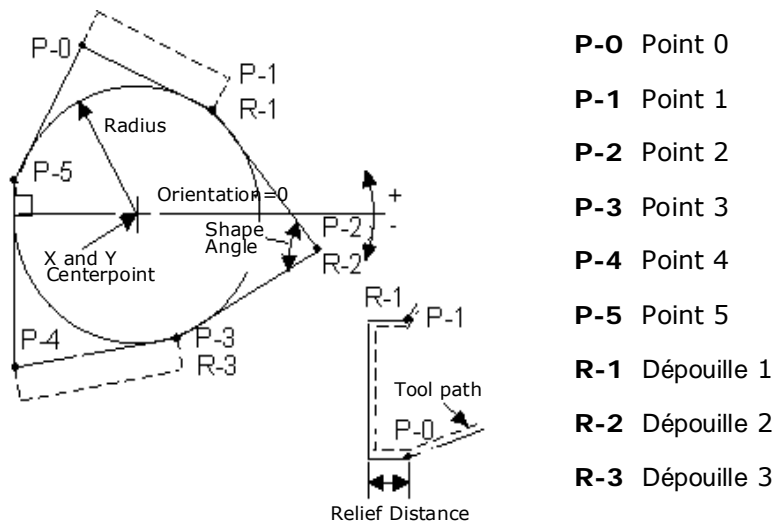 P-0
P-1
R-1
Radius
P-5
Orientation=0
+
-
P-2
R-2
Shape
Angle
X and Y
Centerpoint
P-4
P-3
R-3
R-1
P-1
Tool path
P-0
Relief Distance
P-0 Point 0
P-1 Point 1
P-2 Point 2
P-3 Point 3
P-4 Point 4
P-5 Point 5
R-1 Dépouille 1
R-2 Dépouille 2
R-3 Dépouille 3